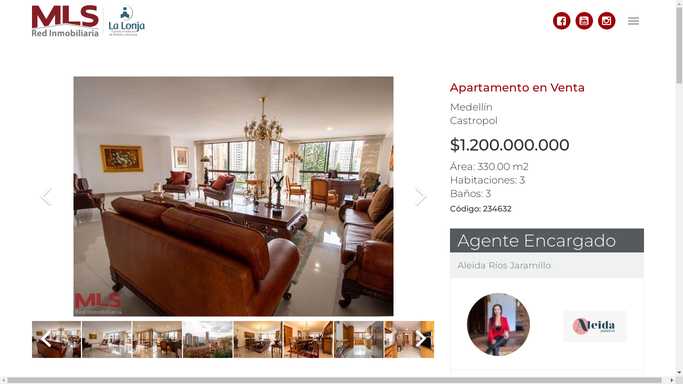 MLS
Red Inmobiliaria
La Lonja
Apartamento en Venta
Medellín
Castropol
$1.200.000.000
Área: 330.00 m2
Habitaciones: 3
Baños: 3
Código: 234632
Agente Encargado
Aleida Ríos Jaramillo
MLS
Red Inmobiliaria
Aleida